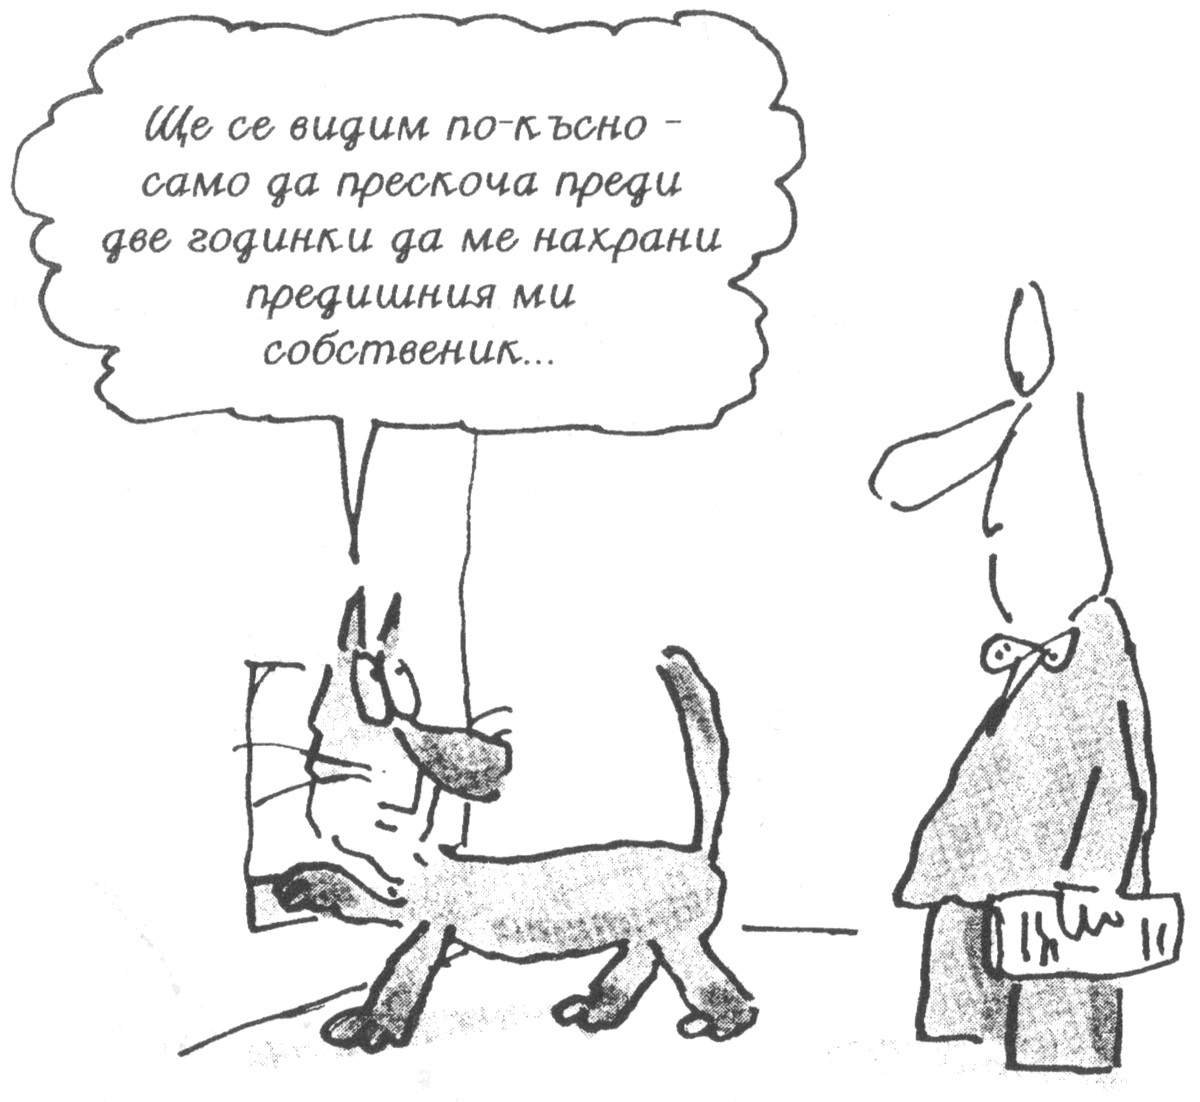 Ще се видим по-късно -
само да прескоча преди
две годинки да ме нахрани
предишния ми
собственик...